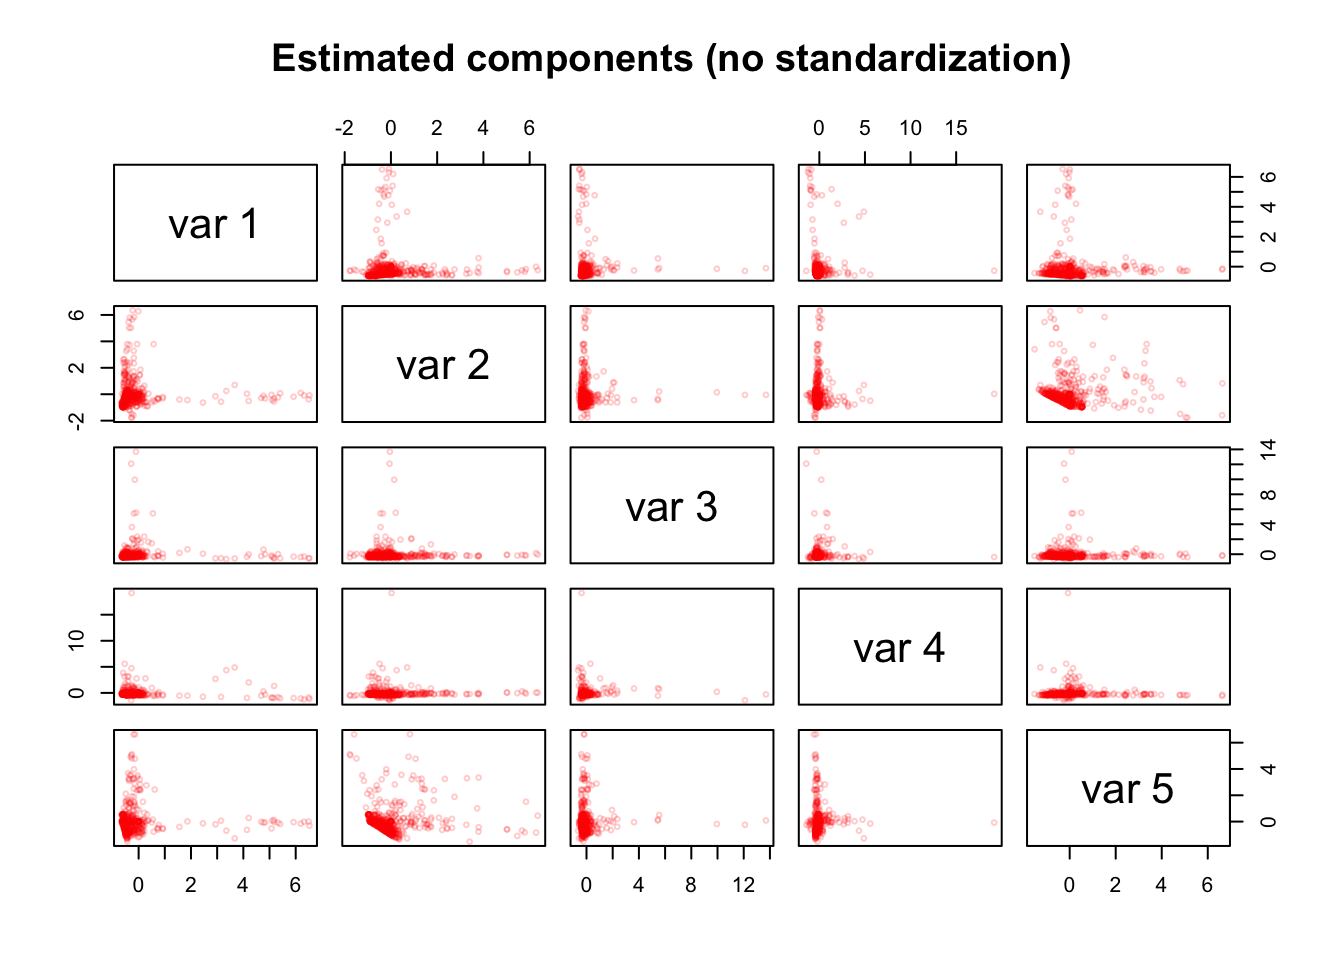 Estimated components (no standardization)
-2 0 2 4 6 0 5 10 15
var 1
0 2 4 6
-2 2 6
var 2
var 3
0 4 8 14
0 10
var 4
var 5
0 4
0 2 4 6 0 4 8 12 0 2 4 6